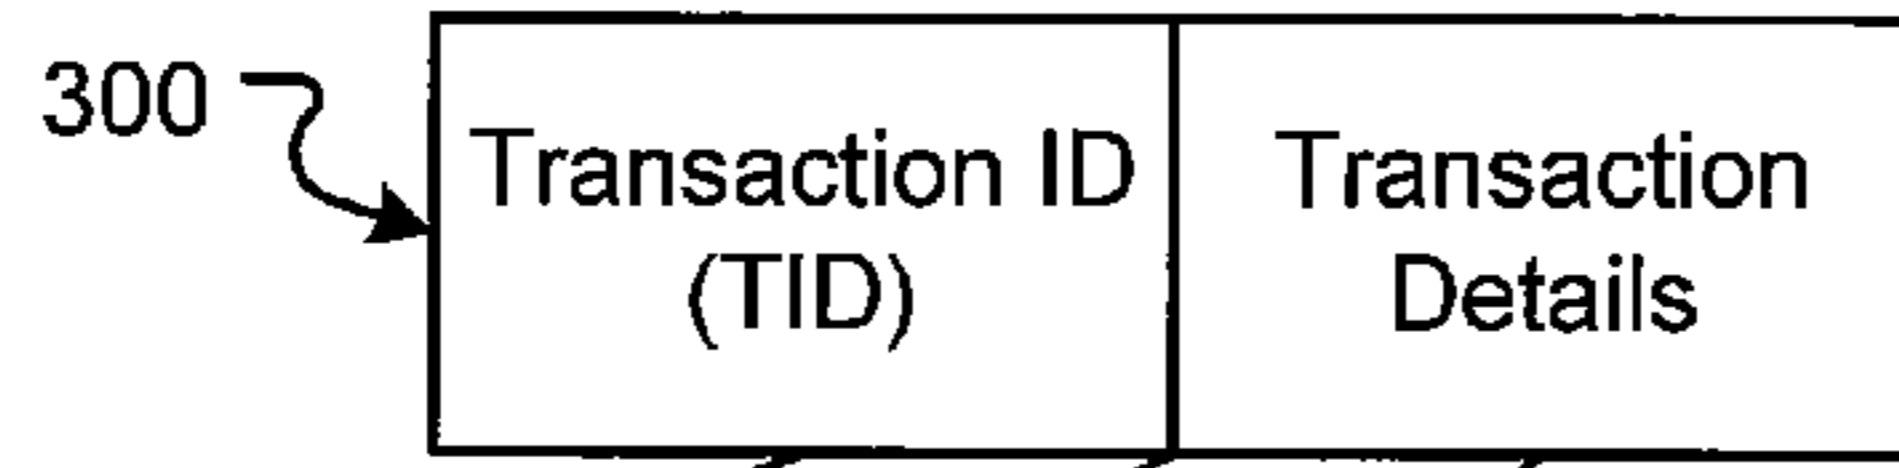 300
Transaction ID
(TID)
Transaction
Details